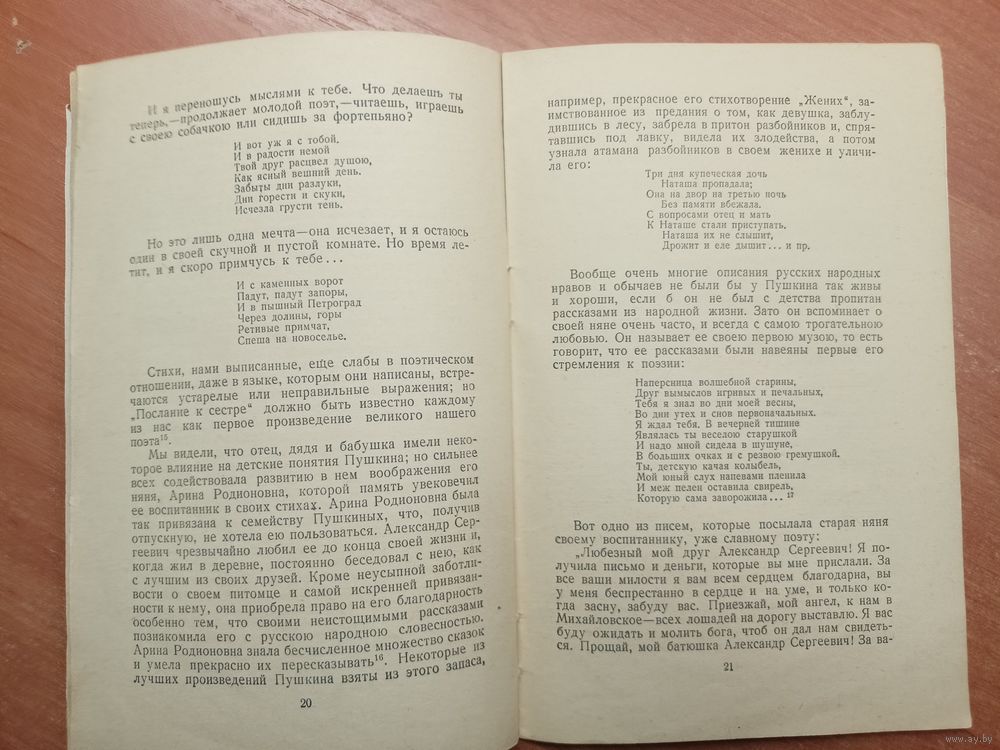 И я переношусь мыслями к тебе. Что делаешь ты
теперь,—продолжает молодой поэт,—читаешь, играешь
с своею собачкою или сидишь за фортепьяно?
И вот уж я с тобой.
И в радости немой
Твой друг расцвел душою,
Как ясный вешний день.
Забыты дни разлуки,
Дни горести и скуки,
Исчезла грусти тень.
Но это лишь одна мечта—она исчезает, и я остаюсь
один в своей скучной и пустой комнате. Но время ле-
тит, и я скоро примчусь к тебе...
И с каменных ворот
Падут, падут запоры,
И в пышный Петроград
Через долины, горы
Ретивые примчат,
Спеша на новоселье.
Стихи, нами выписанные, еще слабы в поэтическом
отношении, даже в языке, которым они написаны, встре-
чаются устарелые или неправильные выражения; но
„Послание к сестре“ должно быть известно каждому
из нас как первое произведение великого нашего
поэта15.
Мы видели, что отец, дядя и бабушка имели неко-
торое влияние на детские понятия Пушкина; но сильнее
всех содействовала развитию в нем воображения его
няня, Арина Родионовна, которой память увековечил
ее воспитанник в своих стихах. Арина Родионовна была
так привязана к семейству Пушкиных, что, получив
отпускную, не хотела ею пользоваться. Александр Сер-
геевич чрезвычайно любил ее до конца своей жизни и,
когда жил в деревне, постоянно беседовал с нею, как
с лучшим из своих друзей. Кроме неусыпной заботли-
вости о своем питомце и самой искренней привязан-
ности к нему, она приобрела право на его благодарность
особенно тем, что своими неистощимыми рассказами
познакомила его с русскою народною словесностью.
Арина Родионовна знала бесчисленное множество сказок
и умела прекрасно их пересказывать16. Некоторые из
лучших произведений Пушкина взяты из этого запаса,
20
например, прекрасное его стихотворение „Жених“, за-
имствованное из предания о том, как девушка, заблу-
дившись в лесу, забрела в притон разбойников и, спря-
тавшись под лавку, видела их злодейства, а потом
узнала атамана разбойников в своем женихе и уличи-
ла его:
Три дня купеческая дочь
Наташа пропадала;
Она на двор на третью ночь
Без памяти вбежала.
С вопросами отец и мать
К Наташе стали приступать.
Наташа их не слышит,
Дрожит и еле дышит... и пр.
Вообще очень многие описания русских народных
нравов и обычаев не были бы у Пушкина так живы
и хороши, если б он не был с детства пропитан
рассказами из народной жизни. Зато он вспоминает о
своей няне очень часто, и всегда с самою трогательною
любовью. Он называет ее своею первою музою, то есть
говорит, что ее рассказами были навеяны первые его
стремления к поэзии:
Наперсница волшебной старины,
Друг вымыслов игривых и печальных,
Тебя я знал во дни моей весны,
Во дни утех и снов первоначальных.
Я ждал тебя. В вечерней тишине
Являлась ты веселою старушкой
И надо мной сидела в шушуне,
В больших очках и с резвою гремушкой.
Ты, детскую качая колыбель,
Мой юный слух напевами пленила
И меж пелен оставила свирель,
Которую сама заворожила... 17
Вот одно из писем, которые посылала старая няня
своему воспитаннику, уже славному поэту:
„Любезный мой друг Александр Сергеевич! Я по-
лучила письмо и деньги, которые вы мне прислали. За
все ваши милости я вам всем сердцем благодарна, вы
у меня беспрестанно в сердце и на уме, и только ко-
гда засну, забуду вас. Приезжай, мой ангел, к нам в
Михайловское—всех лошадей на дорогу выставлю. Я вас
буду ожидать и молить бога, чтоб он дал нам свидеть-
ся. Прощай, мой батюшка Александр Сергеевич! За ва-
21
www.ay.by